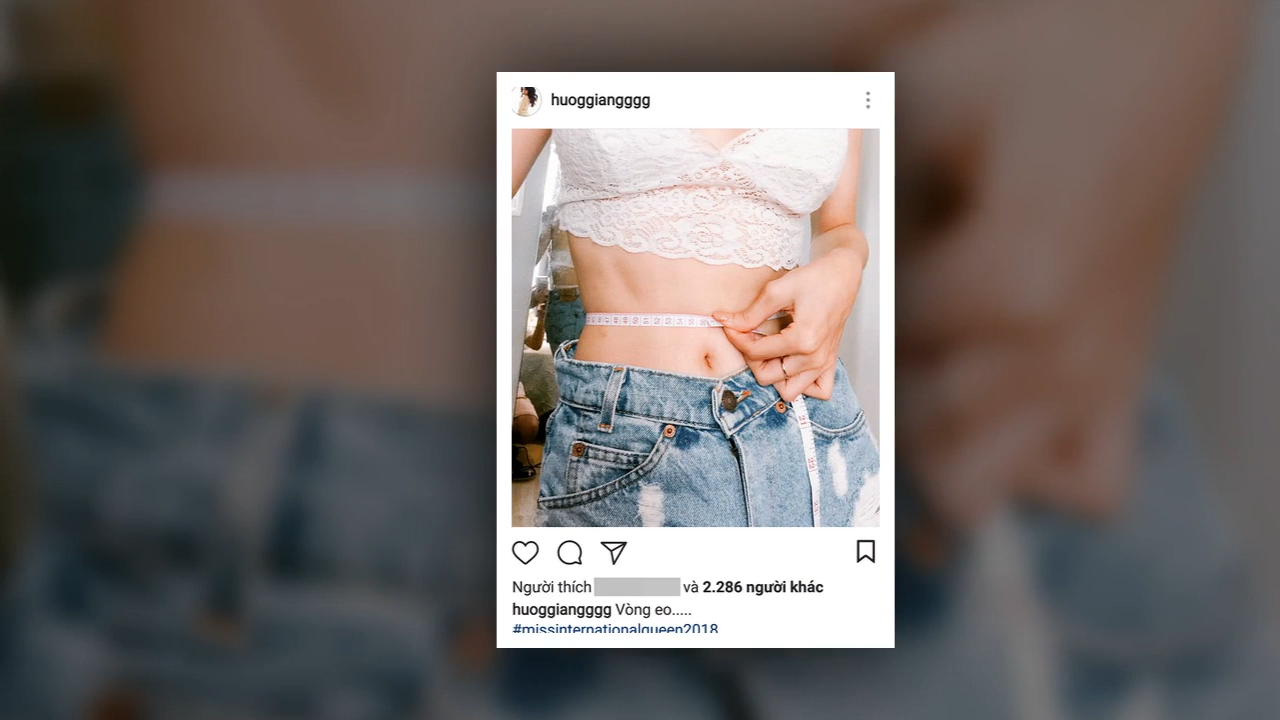 huoggiangggg
Người thích và 2.286 người khác
huoggiangggg Vòng eo.....
#missinternationalqueen2018